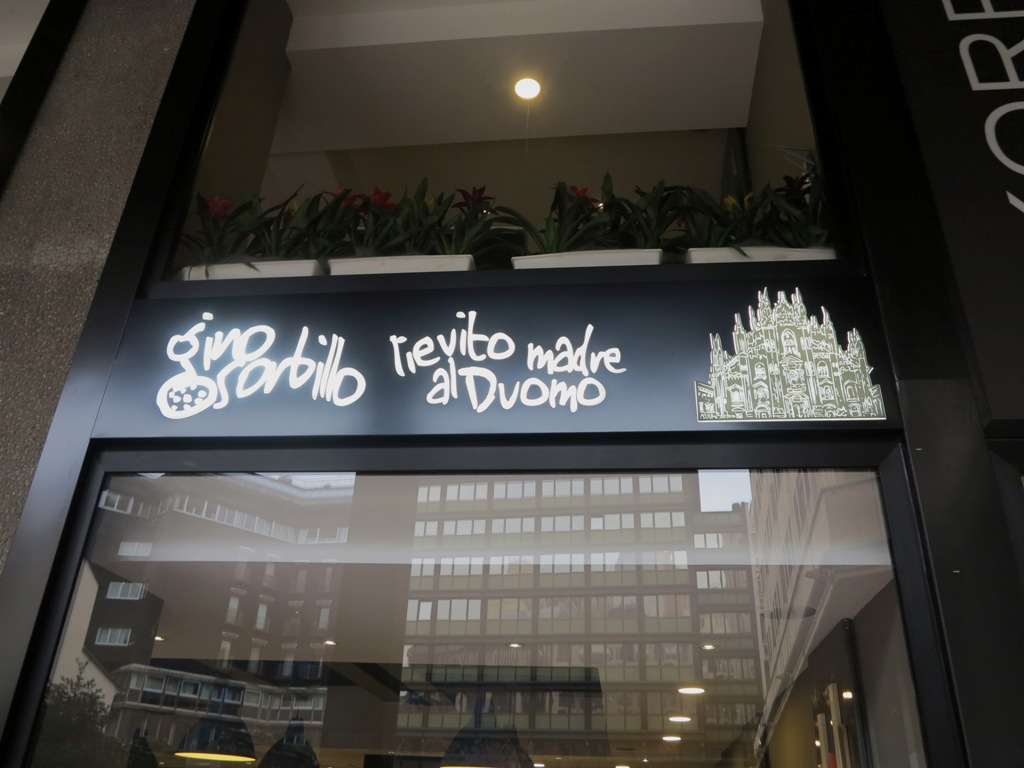 gino
sorbillo
lievito madre
al Duomo